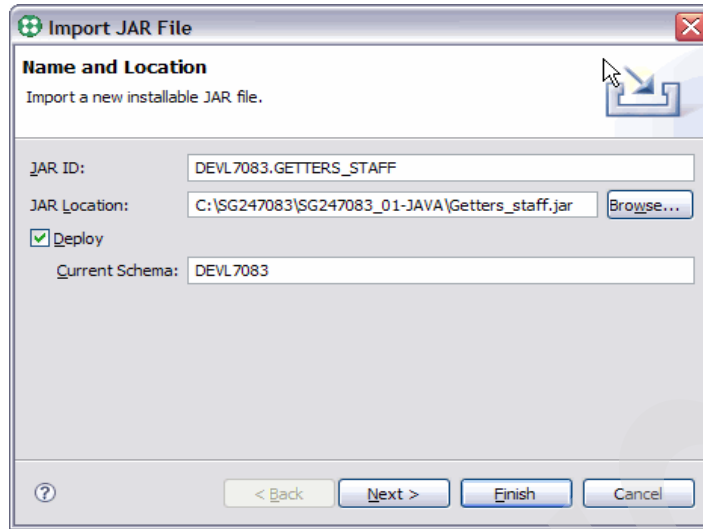 Import JAR File
Name and Location
Import a new installable JAR file.
JAR ID: DEVL7083.GETTERS_STAFF
JAR Location: C:\SG247083\SG247083_01-JAVA\Getters_staff.jar Browse...
Deploy
Current Schema: DEVL7083
? < Back Next > Finish Cancel